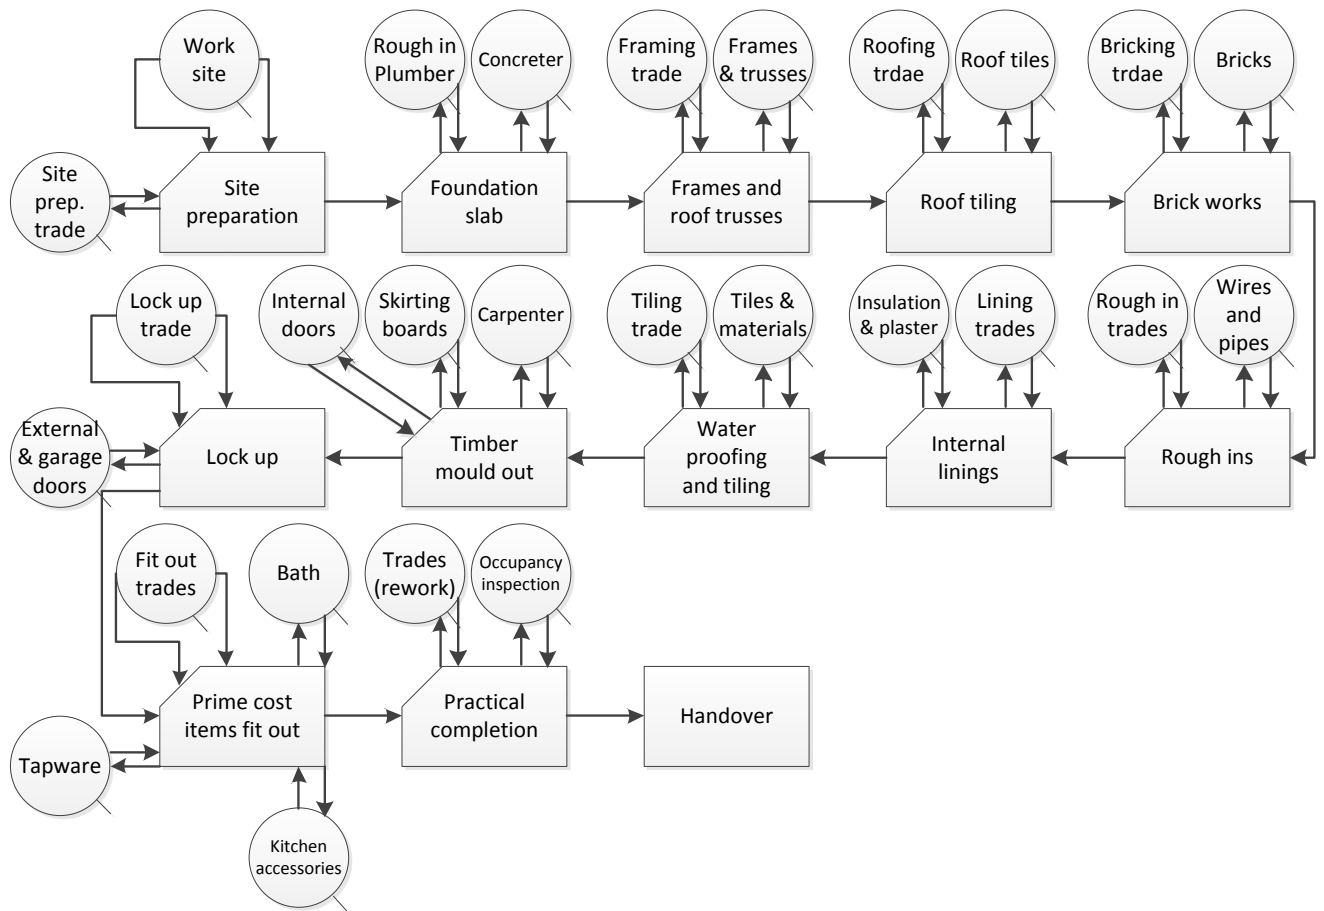 Work
site
Rough in
Plumber
Concreter
Framing
trade
Frames
& trusses
Roofing
trdae
Roof tiles
Bricking
trdae
Bricks
Site
prep.
trade
Site
preparation
Foundation
slab
Frames and
roof trusses
Roof tiling
Brick works
Lock up
trade
Internal
doors
Skirting
boards
Carpenter
Tiling
trade
Tiles &
materials
Insulation
& plaster
Lining
trades
Rough in
trades
Wires
and
pipes
External
& garage
doors
Lock up
Timber
mould out
Water
proofing
and tiling
Internal
linings
Rough ins
Fit out
trades
Bath
Trades
(rework)
Occupancy
inspection
Prime cost
items fit out
Practical
completion
Handover
Tapware
Kitchen
accessories